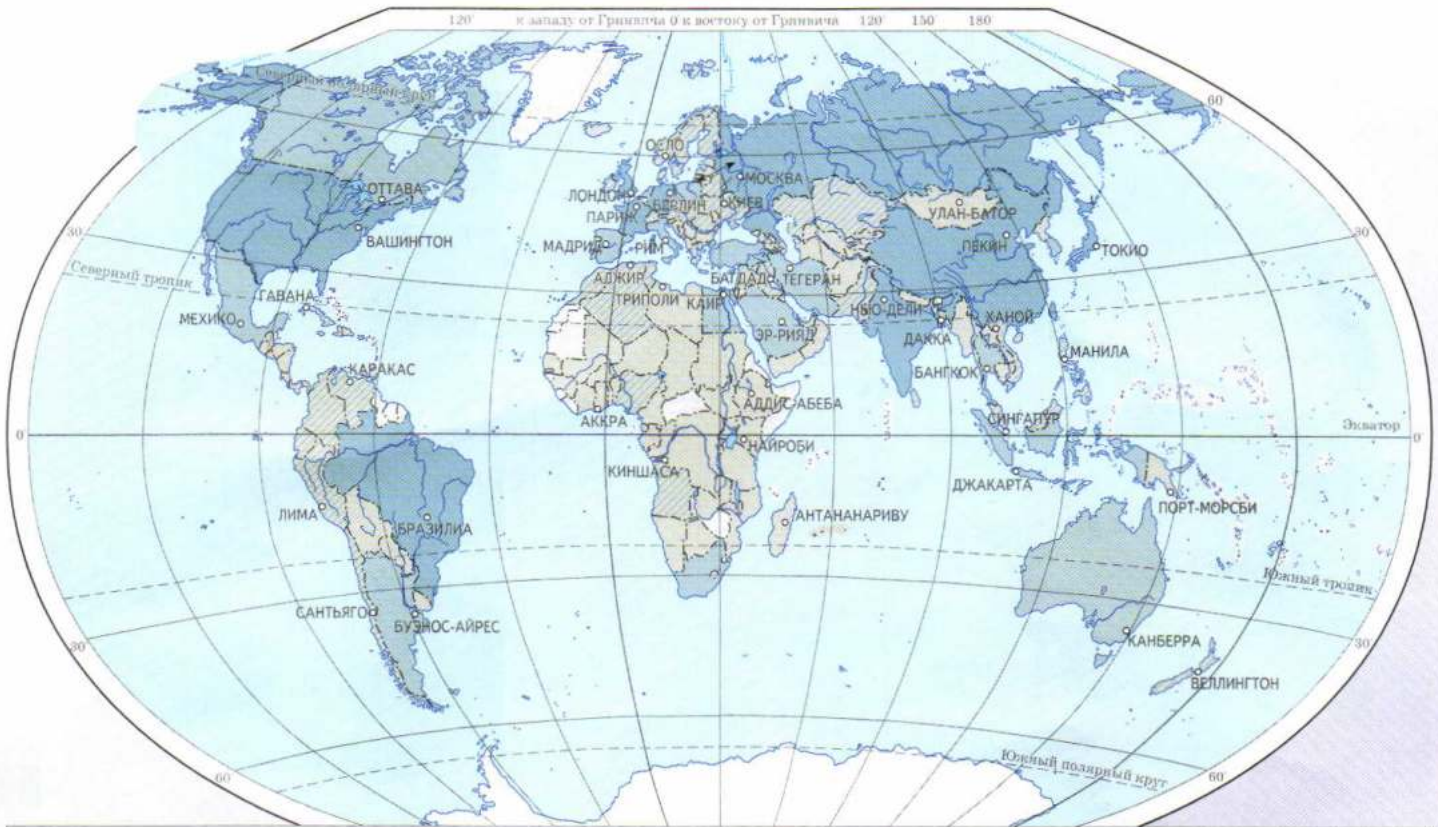 120°
к западу от Гринвича 0 к востоку от Гринвича
120° 150 180
Северный полярный круг
60
ОСЛО
МОСКВА
ЛОНДОН
БЕРЛИН
КИЕВ
ПАРИЖ
ОТТАВА
УЛАН-БАТОР
ВАШИНГТОН
МАДРИД
РИМ
ПЕКИН
ТОКИО
30
30
Северный тропик
АДЖИР
БАГДАД
ТЕГЕРАН
ТРИПОЛИ
КАИР
НЬЮ-ДЕЛИ
ГАВАНА
ХАНОЙ
МЕХИКО
ЭР-РИЯД
ДАККА
МАНИЛА
КАРАКАС
БАНГКОК
АДДИС-АБЕБА
АККРА
СИНГАПУР
Экватор
0
0°
НАЙРОБИ
КИНШАСА
ДЖАКАРТА
ЛИМА
БРАЗИЛИА
АНТАНАНАРИВУ
ПОРТ-МОРСБИ
Южный тропик
САНТЬЯГО
БУЭНОС-АЙРЕС
КАНБЕРРА
30°
30°
ВЕЛЛИНГТОН
Южный полярный круг
60
60°